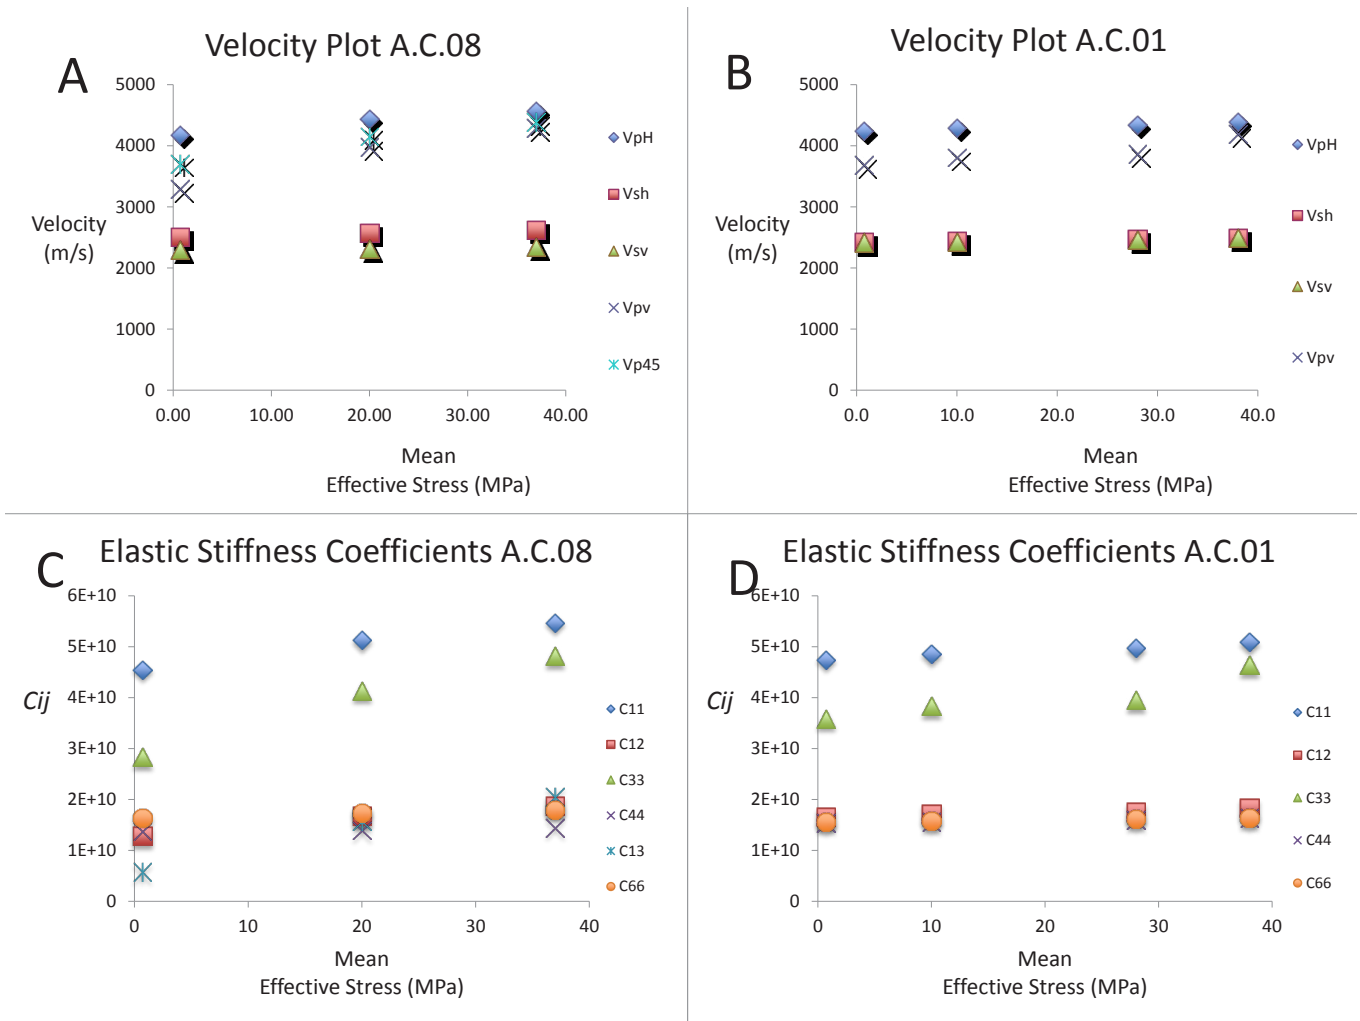 A
Velocity Plot A.C.08
5000
4000
3000
2000
1000
0
Velocity
(m/s)
0.00 10.00 20.00 30.00 40.00
Mean
Effective Stress (MPa)
VpH
Vsh
Vsv
Vpv
Vp45
B
Velocity Plot A.C.01
5000
4000
3000
2000
1000
0
Velocity
(m/s)
0.0 10.0 20.0 30.0 40.0
Mean
Effective Stress (MPa)
VpH
Vsh
Vsv
Vpv
C
Elastic Stiffness Coefficients A.C.08
6E+10
5E+10
4E+10
3E+10
2E+10
1E+10
0
Cij
0 10 20 30 40
Mean
Effective Stress (MPa)
C11
C12
C33
C44
C13
C66
D
Elastic Stiffness Coefficients A.C.01
6E+10
5E+10
4E+10
3E+10
2E+10
1E+10
0
Cij
0 10 20 30 40
Mean
Effective Stress (MPa)
C11
C12
C33
C44
C66